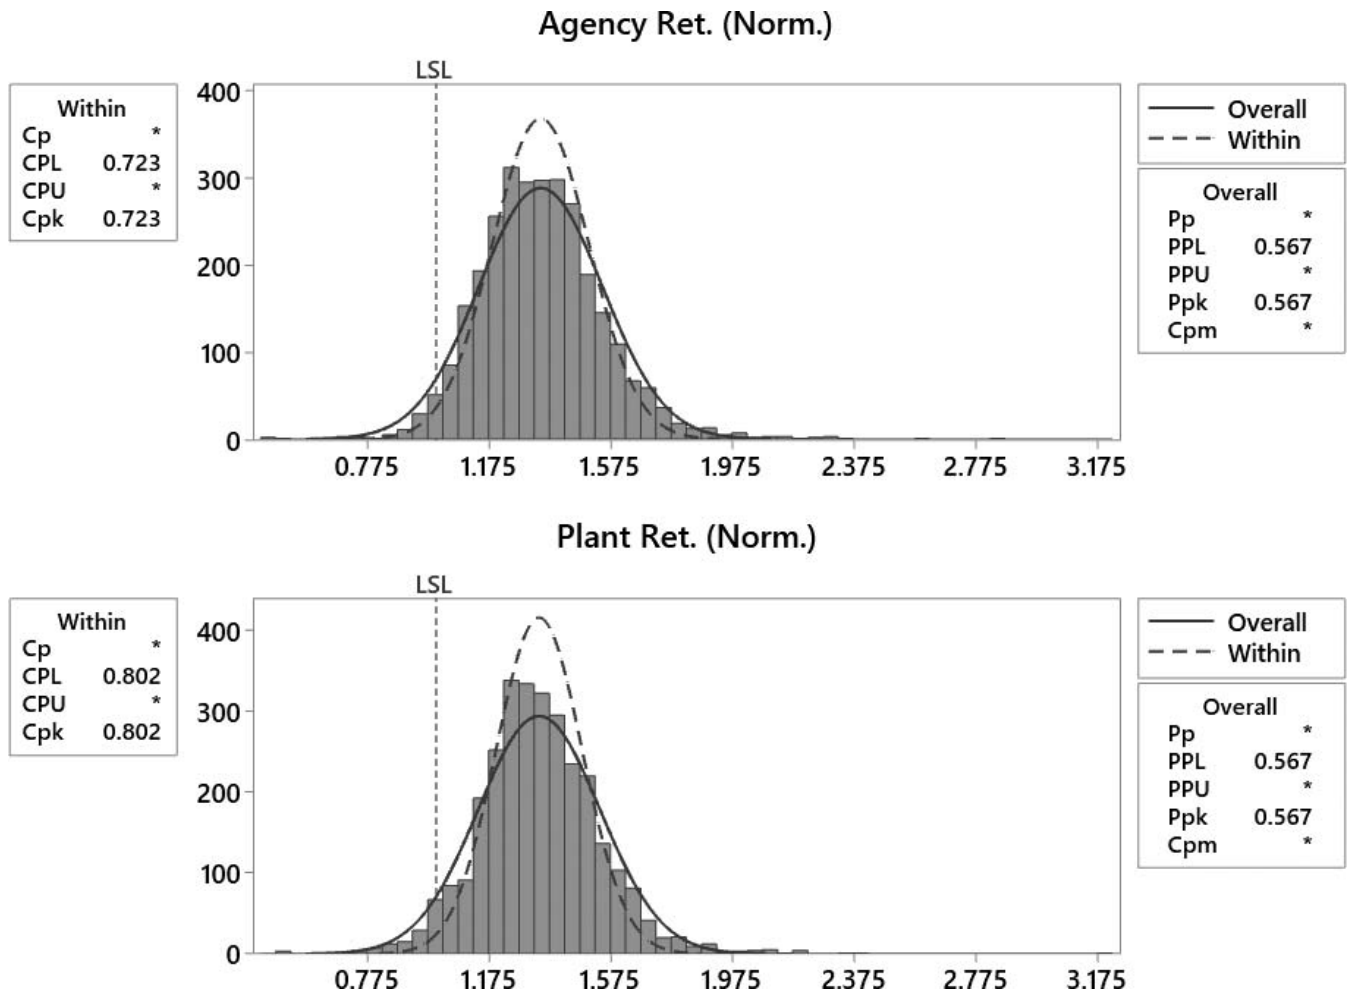 Agency Ret. (Norm.)
LSL
Within
Cp *
CPL 0.723
CPU *
Cpk 0.723
400
300
200
100
0
0.775 1.175 1.575 1.975 2.375 2.775 3.175
Overall
Within
Overall
Pp *
PPL 0.567
PPU *
Ppk 0.567
Cpm *
Plant Ret. (Norm.)
LSL
Within
Cp *
CPL 0.802
CPU *
Cpk 0.802
400
300
200
100
0
0.775 1.175 1.575 1.975 2.375 2.775 3.175
Overall
Within
Overall
Pp *
PPL 0.567
PPU *
Ppk 0.567
Cpm *